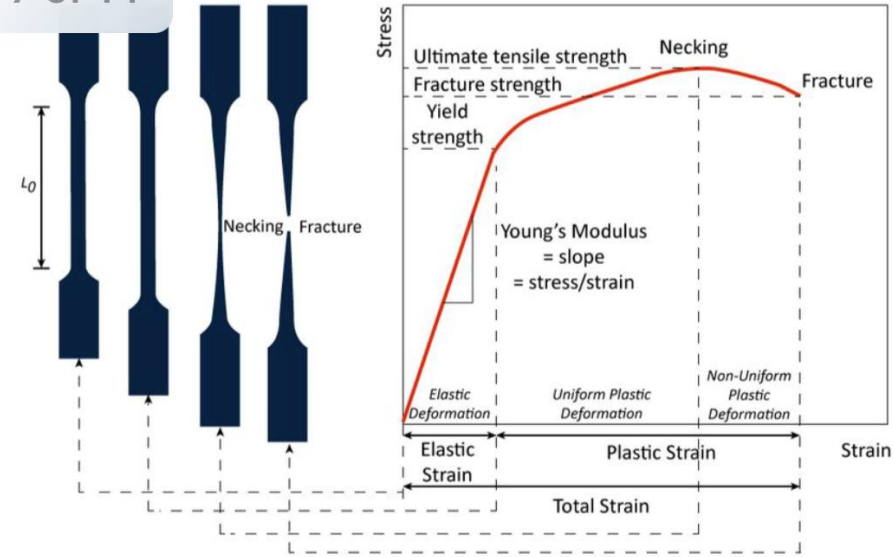 Stress
Ultimate tensile strength
Necking
Fracture strength
Fracture
Yield
strength
L0
Necking
Fracture
Young's Modulus
= slope
= stress/strain
Elastic
Deformation
Uniform Plastic
Deformation
Non-Uniform
Plastic
Deformation
Elastic
Strain
Plastic Strain
Strain
Total Strain